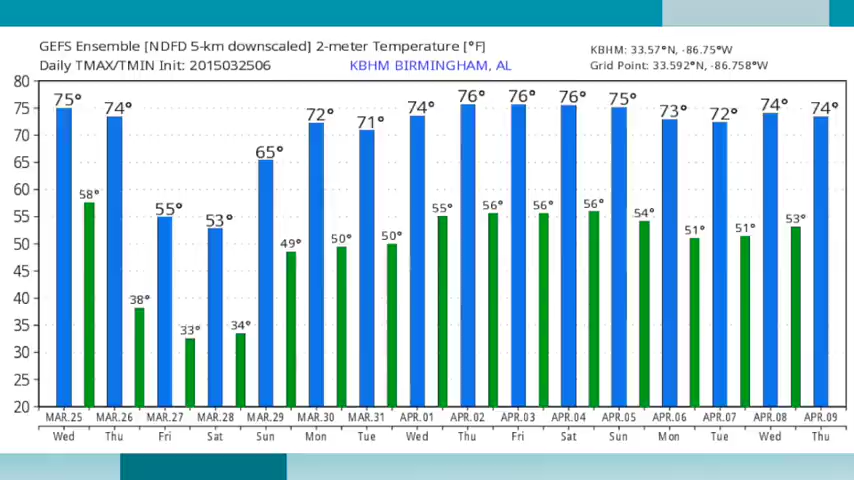 GEFS Ensemble [NDFD 5-km downscaled] 2-meter Temperature [°F]
KBHM: 33.57°N, -86.75°W
Daily TMAX/TMIN Init: 2015032506 KBHM BIRMINGHAM, AL
Grid Point: 33.592°N, -86.758°W
80
75
70
65
60
55
50
45
40
35
30
25
20
75° 74° 55° 53° 65° 72° 71° 74° 76° 76° 76° 75° 73° 72° 74° 74°
58° 38° 33° 34° 49° 50° 50° 55° 56° 56° 56° 54° 51° 51° 53°
MAR.25 MAR.26 MAR.27 MAR.28 MAR.29 MAR.30 MAR.31 APR.01 APR.02 APR.03 APR.04 APR.05 APR.06 APR.07 APR.08 APR.09
Wed Thu Fri Sat Sun Mon Tue Wed Thu Fri Sat Sun Mon Tue Wed Thu